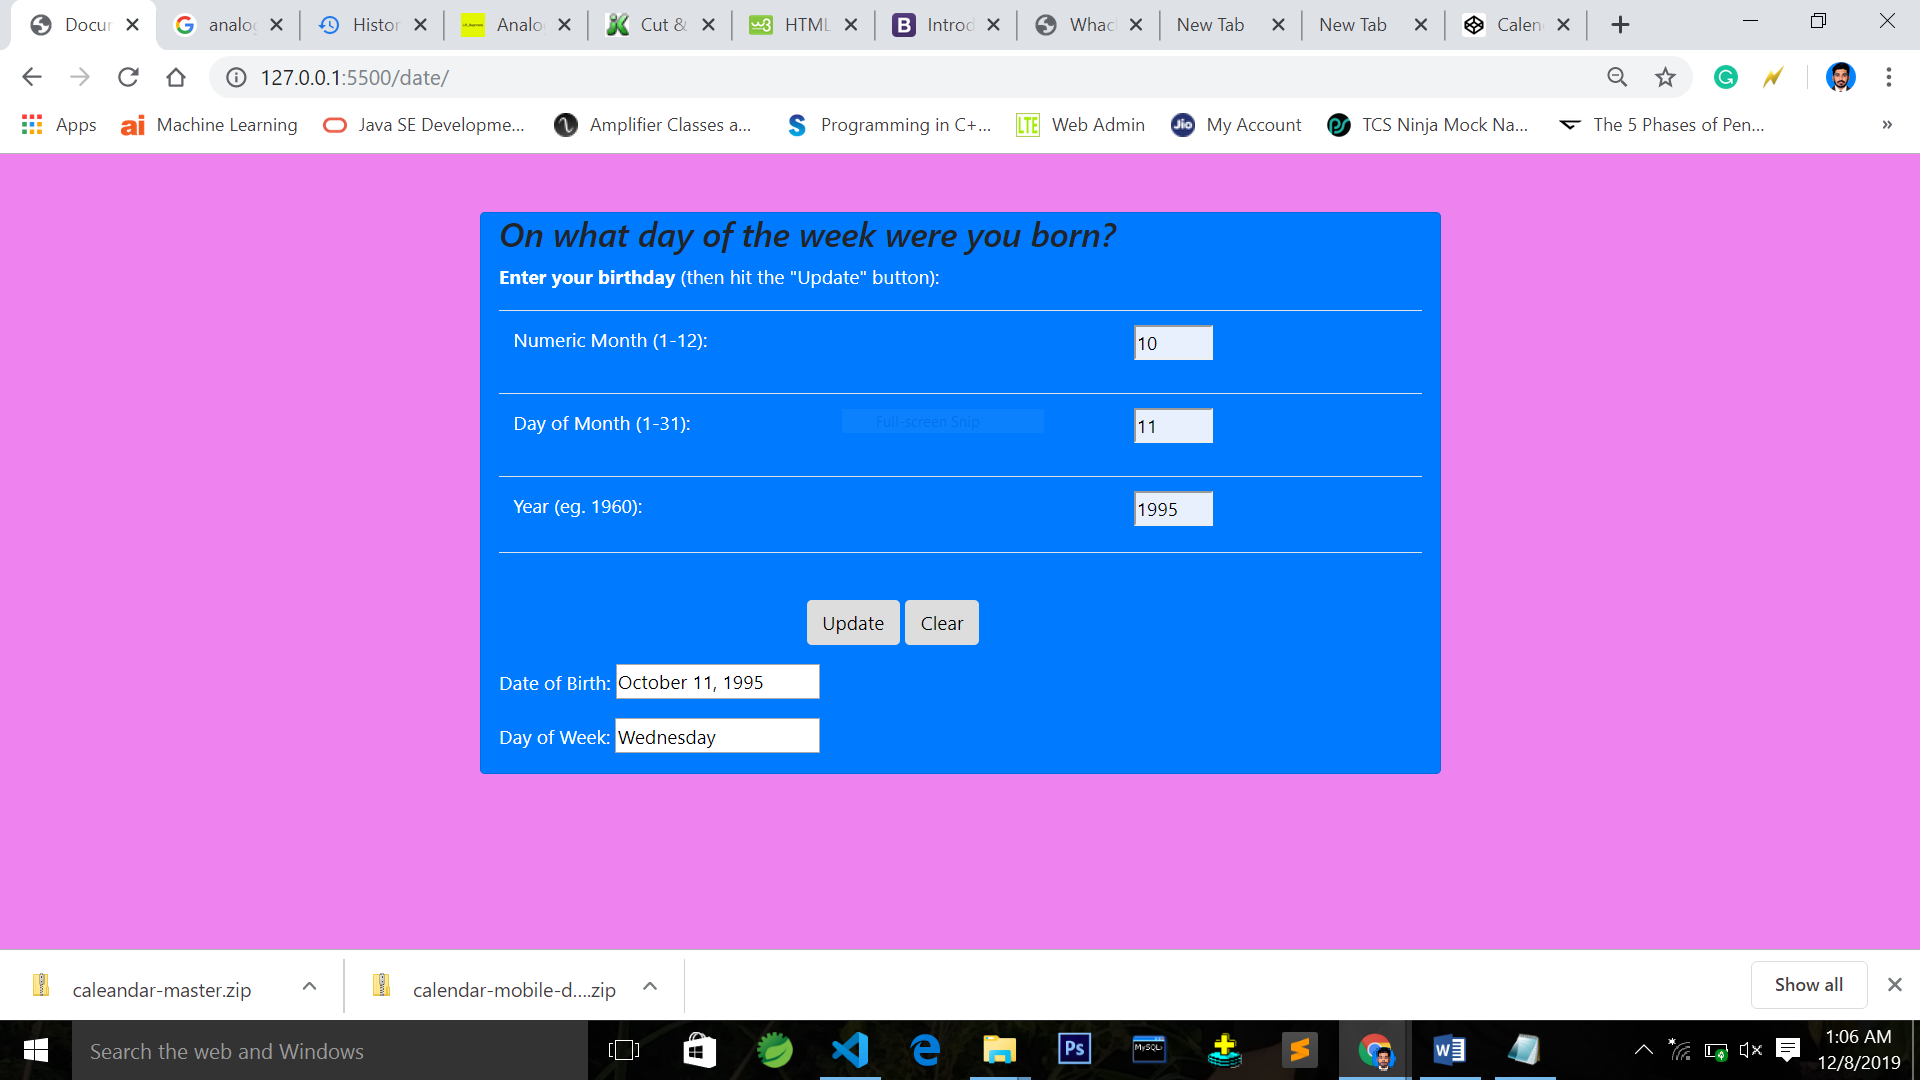 Docur
analog
Histor
Analo
Cut &
HTML
Introd
Whac
New Tab
New Tab
Calen
127.0.0.1:5500/date/
Apps
Machine Learning
Java SE Developme...
Amplifier Classes a...
Programming in C+...
LTE
Web Admin
Jio
My Account
TCS Ninja Mock Na...
The 5 Phases of Pen...
»
On what day of the week were you born?
Enter your birthday (then hit the "Update" button):
Numeric Month (1-12): 10
Day of Month (1-31): 11
Full-screen Snip
Year (eg. 1960): 1995
Update Clear
Date of Birth: October 11, 1995
Day of Week: Wednesday
caleandar-master.zip
calendar-mobile-d....zip
Show all
Search the web and Windows
Ps
MySQL
1:06 AM
12/8/2019